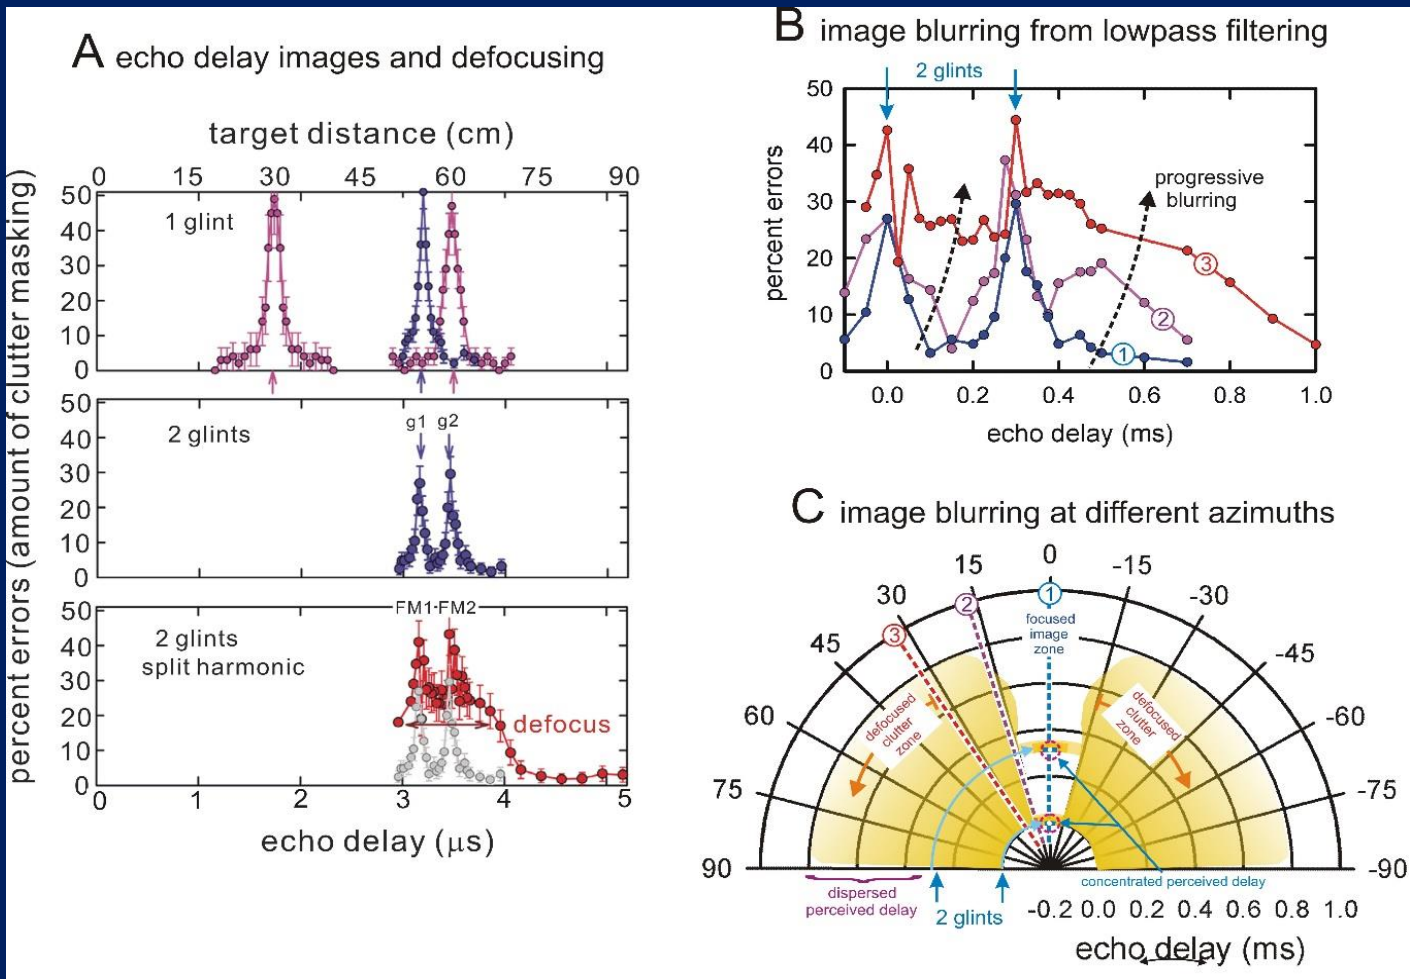 A echo delay images and defocusing
target distance (cm)
0 15 30 45 60 75 90
percent errors (amount of clutter masking)
50
40
30
20
10
0
1 glint
50
40
30
20
10
0
2 glints
g1 g2
50
40
30
20
10
0
2 glints
split harmonic
FM1 FM2
defocus
0 1 2 3 4 5
echo delay (μs)
B image blurring from lowpass filtering
2 glints
percent errors
50
40
30
20
10
0
progressive
blurring
3
2
1
0.0 0.2 0.4 0.6 0.8 1.0
echo delay (ms)
C image blurring at different azimuths
0
15 -15
30 -30
45 -45
60 -60
75 -75
90 -90
1
2
3
focused
image
zone
defocused
clutter
zone
defocused
clutter
zone
concentrated perceived delay
dispersed
perceived delay
2 glints
-0.2 0.0 0.2 0.4 0.6 0.8 1.0
echo delay (ms)